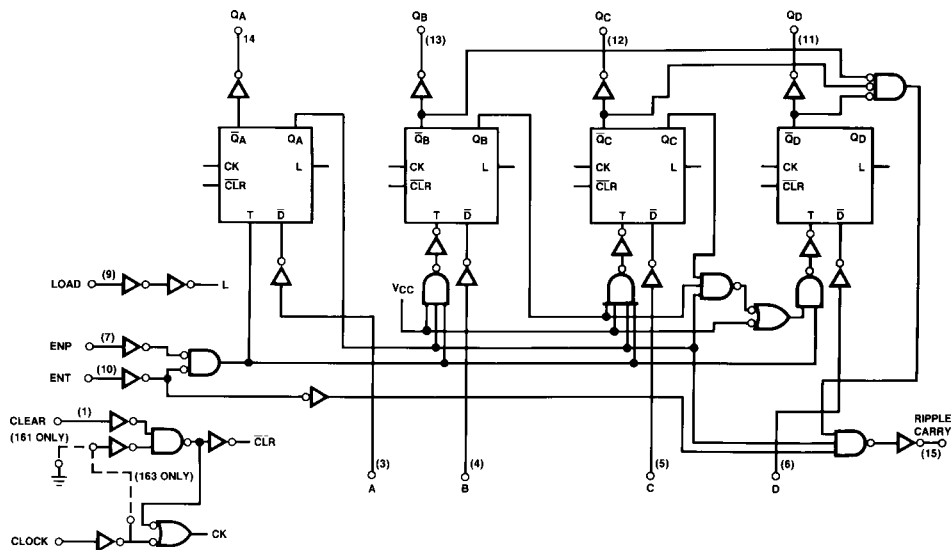 QA QB QC QD
14 (13) (12) (11)
Q̅A QA Q̅B QB Q̅C QC Q̅D QD
CK L CK L CK L CK L
C̅L̅R̅ C̅L̅R̅ C̅L̅R̅ C̅L̅R̅
T D̅ T D̅ T D̅ T D̅
LOAD (9) L
VCC
ENP (7)
ENT (10)
CLEAR (1)
(161 ONLY)
C̅L̅R̅
(163 ONLY)
CLOCK
CK
(3) (4) (5) (6)
A B C D
RIPPLE
CARRY
(15)